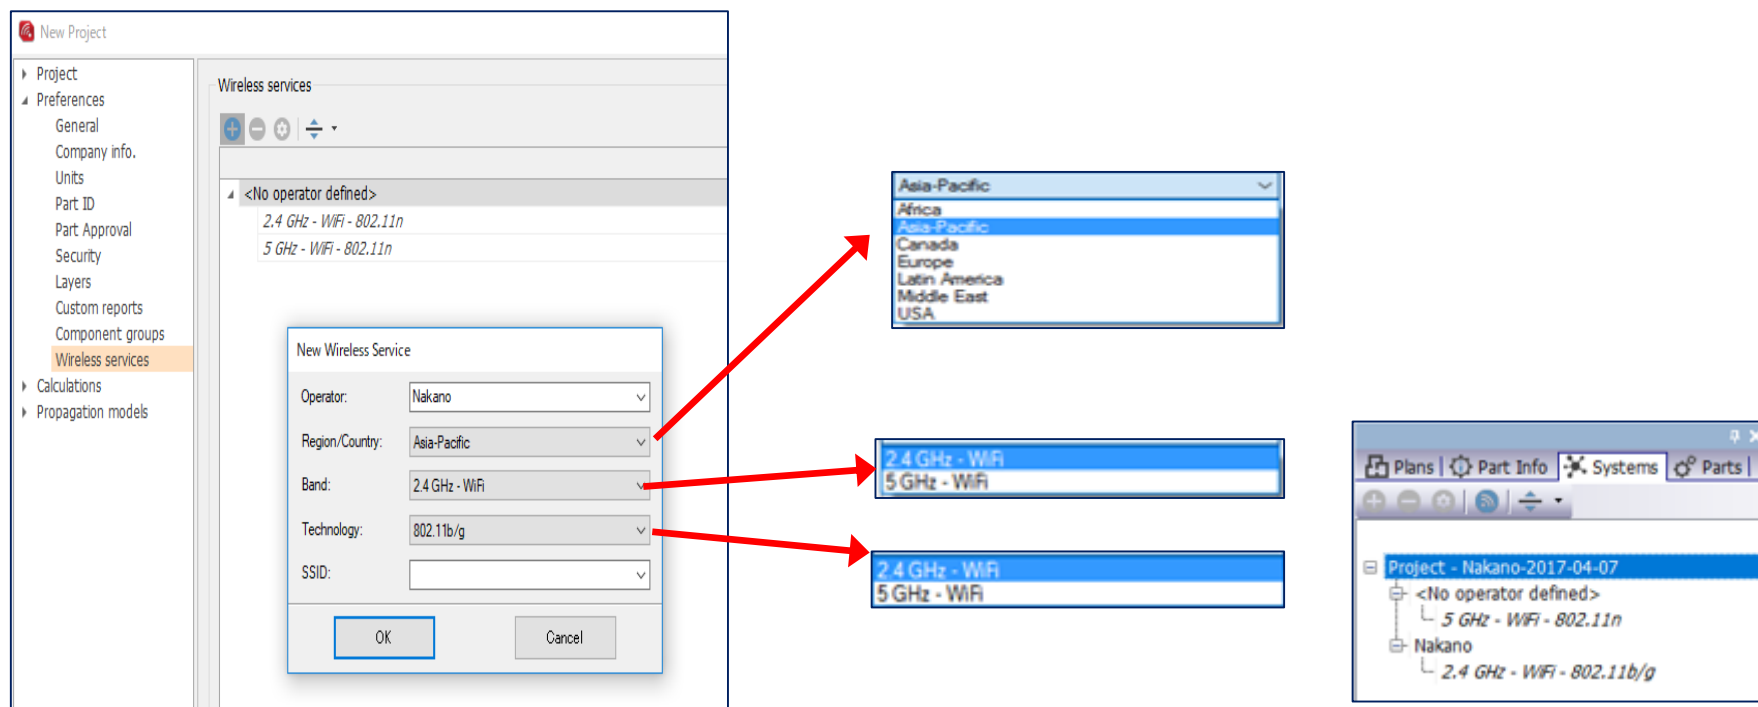 New Project
Project
Preferences
General
Company info.
Units
Part ID
Part Approval
Security
Layers
Custom reports
Component groups
Wireless services
Calculations
Propagation models
Wireless services
<No operator defined>
2.4 GHz - WiFi - 802.11n
5 GHz - WiFi - 802.11n
New Wireless Service
Operator: Nakano
Region/Country: Asia-Pacific
Band: 2.4 GHz - WiFi
Technology: 802.11b/g
SSID:
OK Cancel
Asia-Pacific
Africa
Asia-Pacific
Canada
Europe
Latin America
Middle East
USA
2.4 GHz - WiFi
5 GHz - WiFi
2.4 GHz - WiFi
5 GHz - WiFi
Plans Part Info Systems Parts
Project - Nakano-2017-04-07
<No operator defined>
5 GHz - WiFi - 802.11n
Nakano
2.4 GHz - WiFi - 802.11b/g